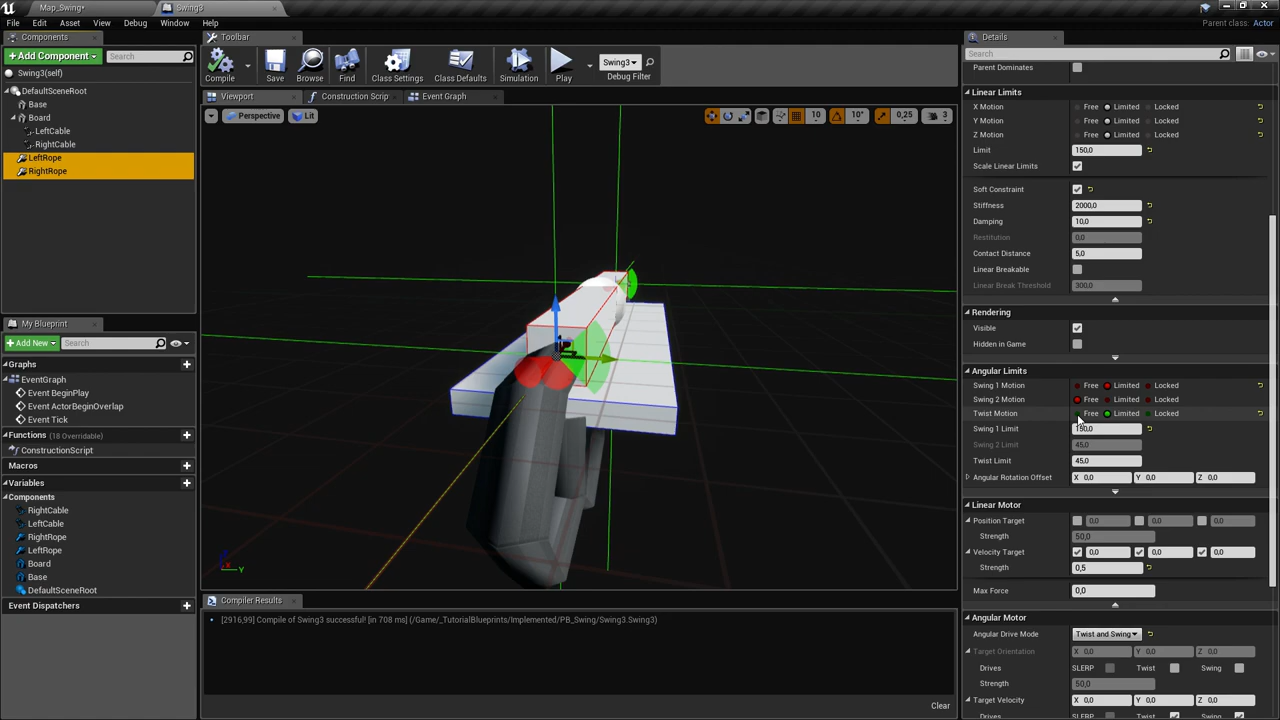 Map_Swing*
Swing3
File Edit Asset View Debug Window Help
Parent class: Actor
Components
+Add Component
Search
Swing3(self)
DefaultSceneRoot
Base
Board
LeftCable
RightCable
LeftRope
RightRope
My Blueprint
+ Add New
Search
Graphs
EventGraph
Event BeginPlay
Event ActorBeginOverlap
Event Tick
Functions (18 Overridable)
ConstructionScript
Macros
Variables
Components
RightCable
LeftCable
RightRope
LeftRope
Board
Base
DefaultSceneRoot
Event Dispatchers
Toolbar
Compile
Save
Browse
Find
Class Settings
Class Defaults
Simulation
Play
Swing3
Debug Filter
Viewport
Construction Scrip
Event Graph
Perspective
Lit
10
10°
0,25
3
X
Y
Compiler Results
[2916,99] Compile of Swing3 successful! [in 708 ms] (/Game/_TutorialBlueprints/Implemented/PB_Swing/Swing3.Swing3)
Clear
Details
Search
Parent Dominates
Linear Limits
X Motion Free Limited Locked
Y Motion Free Limited Locked
Z Motion Free Limited Locked
Limit 150,0
Scale Linear Limits
Soft Constraint
Stiffness 2000,0
Damping 10,0
Restitution 0,0
Contact Distance 5,0
Linear Breakable
Linear Break Threshold 300,0
Rendering
Visible
Hidden in Game
Angular Limits
Swing 1 Motion Free Limited Locked
Swing 2 Motion Free Limited Locked
Twist Motion Free Limited Locked
Swing 1 Limit
Swing 2 Limit 45,0
Twist Limit 45,0
Angular Rotation Offset X 0,0 Y 0,0 Z 0,0
Linear Motor
Position Target 0,0 0,0 0,0
Strength 50,0
Velocity Target 0,0 0,0 0,0
Strength 0,5
Max Force 0,0
Angular Motor
Angular Drive Mode Twist and Swing
Target Orientation X 0,0 Y 0,0 Z 0,0
Drives SLERP Twist Swing
Strength 50,0
Target Velocity X 0,0 Y 0,0 Z 0,0
Drives SLERP Twist Swing